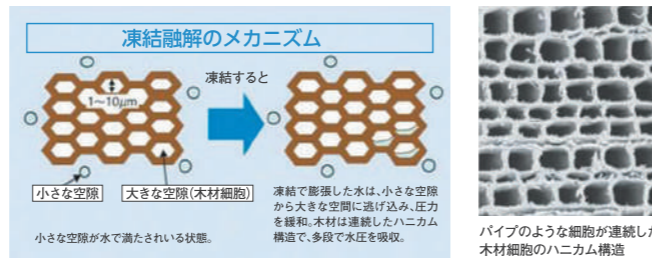 凍結融解のメカニズム
1〜10μm
凍結すると
小さな空隙
大きな空隙(木材細胞)
小さな空隙が水で満たされいる状態。
凍結で膨張した水は、小さな空隙
から大きな空間に逃げ込み、圧力
を緩和。木材は連続したハニカム
構造で、多段で水圧を吸収。
パイプのような細胞が連続した
木材細胞のハニカム構造